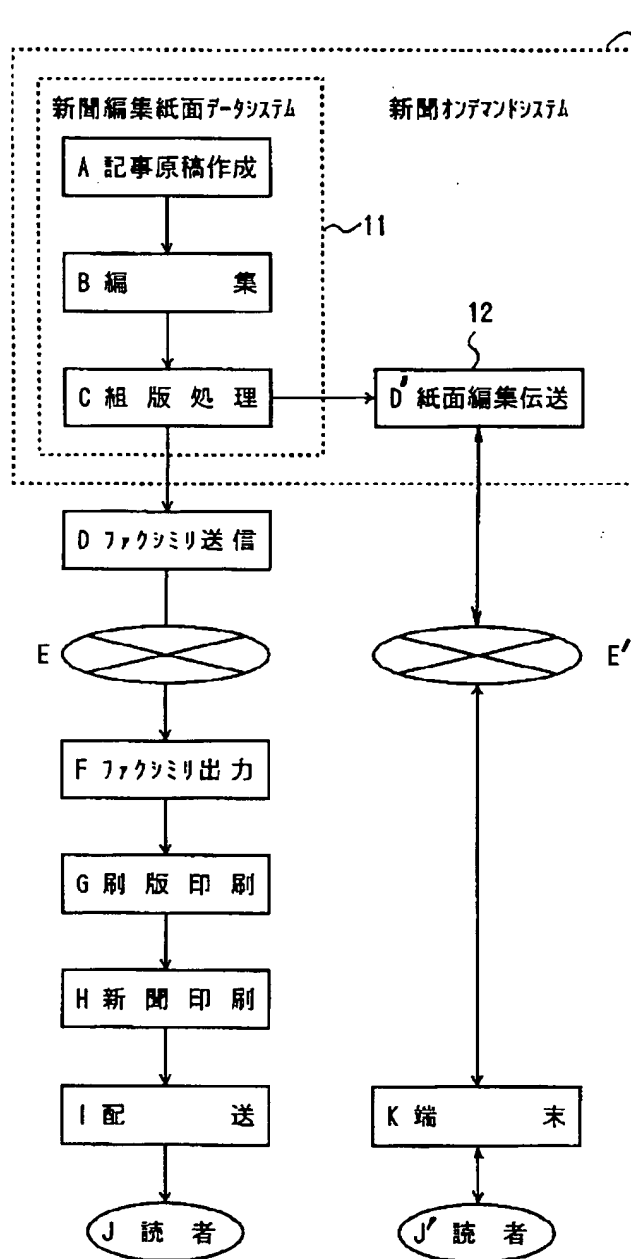 新聞編集紙面データシステム
新聞オンデマンドシステム
A 記事原稿作成
11
B 編 集
12
C 組版処理
D' 紙面編集伝送
D ファクシミリ送信
E
E'
F ファクシミリ出力
G 刷版印刷
H 新聞印刷
I 配 送
K 端 末
J 読者
J' 読者